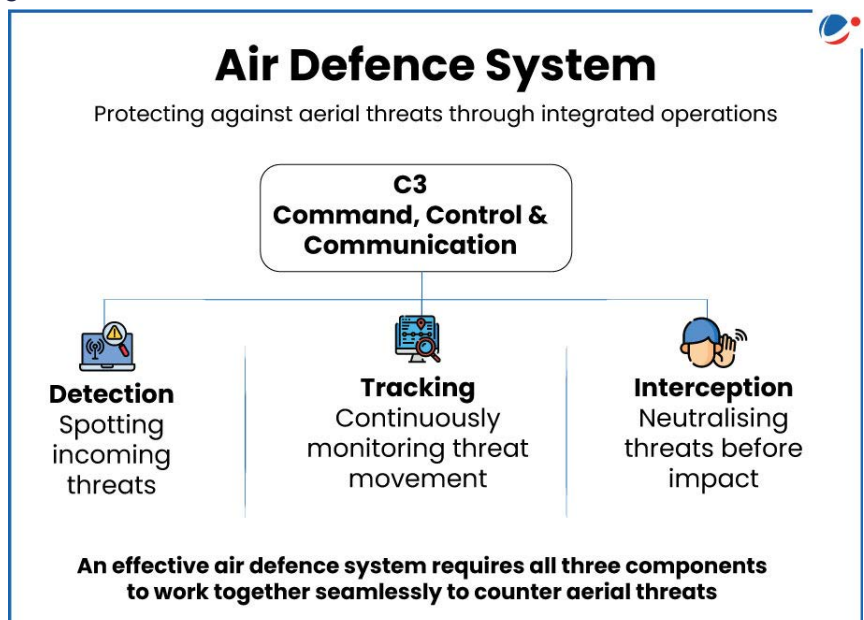 Air Defence System
Protecting against aerial threats through integrated operations
C3
Command, Control &
Communication
Detection
Spotting
incoming
threats
Tracking
Continuously
monitoring threat
movement
Interception
Neutralising
threats before
impact
An effective air defence system requires all three components
to work together seamlessly to counter aerial threats